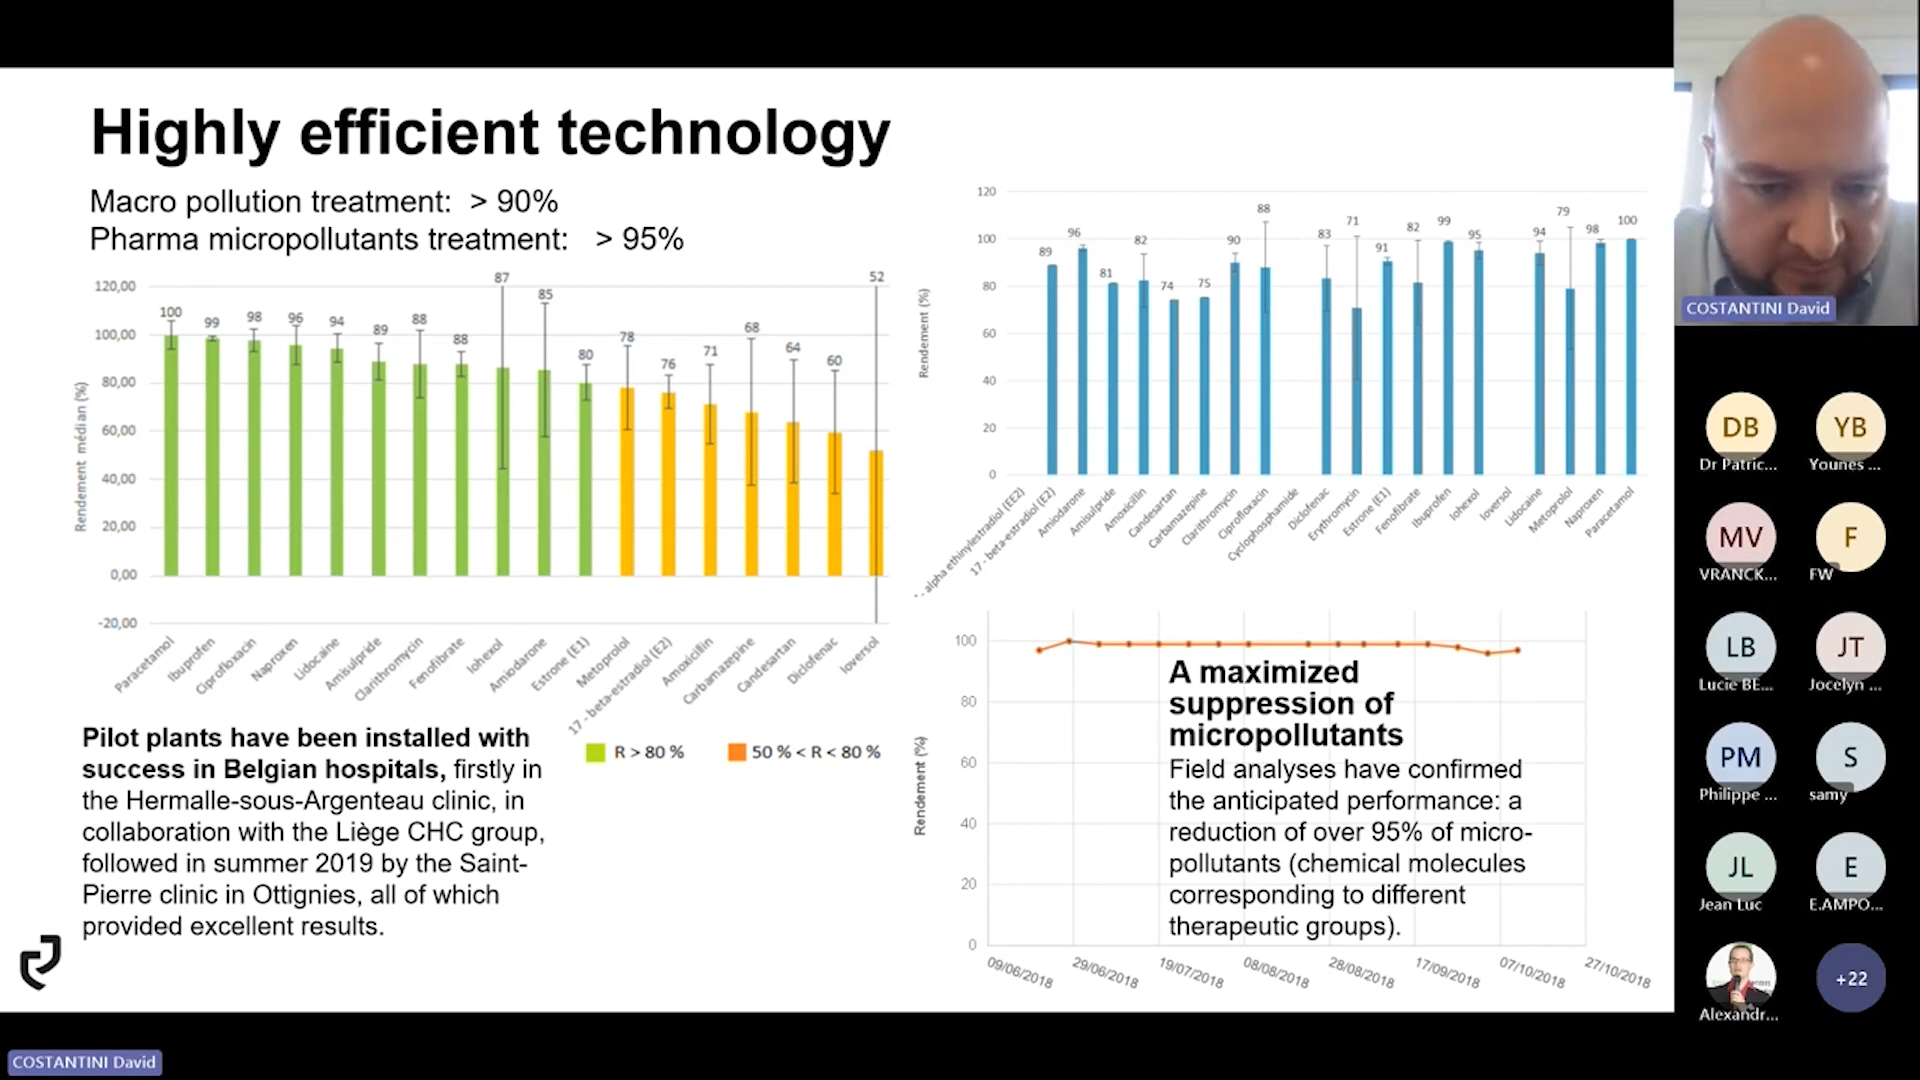 Highly efficient technology
Macro pollution treatment: > 90%
Pharma micropollutants treatment: > 95%
Rendement médian (%)
120,00
100,00
80,00
60,00
40,00
20,00
0,00
-20,00
100
99
98
96
94
89
88
88
87
85
80
78
76
71
68
64
60
52
Paracetamol
Ibuprofen
Ciprofloxacin
Naproxen
Lidocaine
Amisulpride
Clarithromycin
Fenofibrate
Iohexol
Amiodarone
Estrone (E1)
Metoprolol
17 - beta-estradiol (E2)
Amoxicillin
Carbamazepine
Candesartan
Diclofenac
Ioversol
R > 80 %
50 % < R < 80 %
Pilot plants have been installed with
success in Belgian hospitals, firstly in
the Hermalle-sous-Argenteau clinic, in
collaboration with the Liège CHC group,
followed in summer 2019 by the Saint-
Pierre clinic in Ottignies, all of which
provided excellent results.
Rendement (%)
120
100
80
60
40
20
0
89
96
81
82
74
75
90
88
83
71
91
82
99
95
94
79
98
100
- alpha ethinylestradiol (EE2)
17 - beta-estradiol (E2)
Amiodarone
Amisulpride
Amoxicillin
Candesartan
Carbamazepine
Clarithromycin
Ciprofloxacin
Cyclophosphamide
Diclofenac
Erythromycin
Estrone (E1)
Fenofibrate
Ibuprofen
Iohexol
Ioversol
Lidocaine
Metoprolol
Naproxen
Paracetamol
Rendement (%)
100
80
60
40
20
0
A maximized
suppression of
micropollutants
Field analyses have confirmed
the anticipated performance: a
reduction of over 95% of micro-
pollutants (chemical molecules
corresponding to different
therapeutic groups).
09/06/2018
29/06/2018
19/07/2018
08/08/2018
28/08/2018
17/09/2018
07/10/2018
27/10/2018
COSTANTINI David
DB
Dr Patric...
YB
Younes ...
MV
VRANCK...
F
FW
LB
Lucie BE...
JT
Jocelyn ...
PM
Philippe ...
S
samy
JL
Jean Luc
E
E.AMPO...
Alexandr...
+22
COSTANTINI David